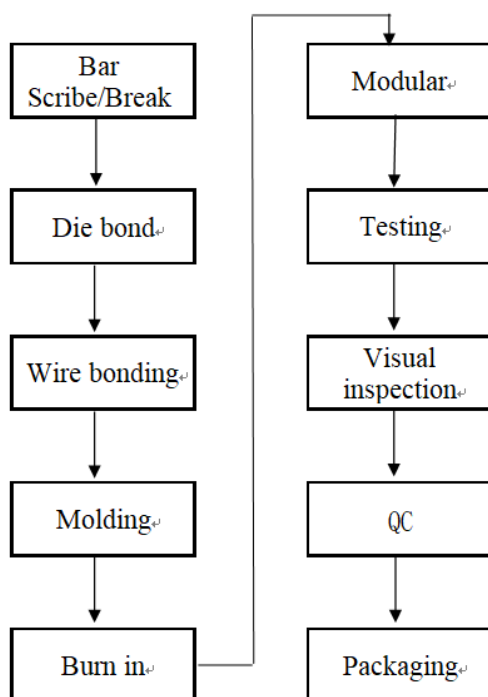 Bar
Scribe/Break
Die bond
Wire bonding
Molding
Burn in
Modular
Testing
Visual
inspection
QC
Packaging